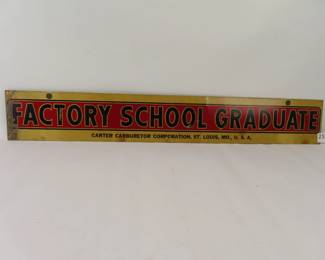 FACTORY SCHOOL GRADUATE
CARTER CARBURETOR CORPORATION, ST. LOUIS, MO., U. S. A.